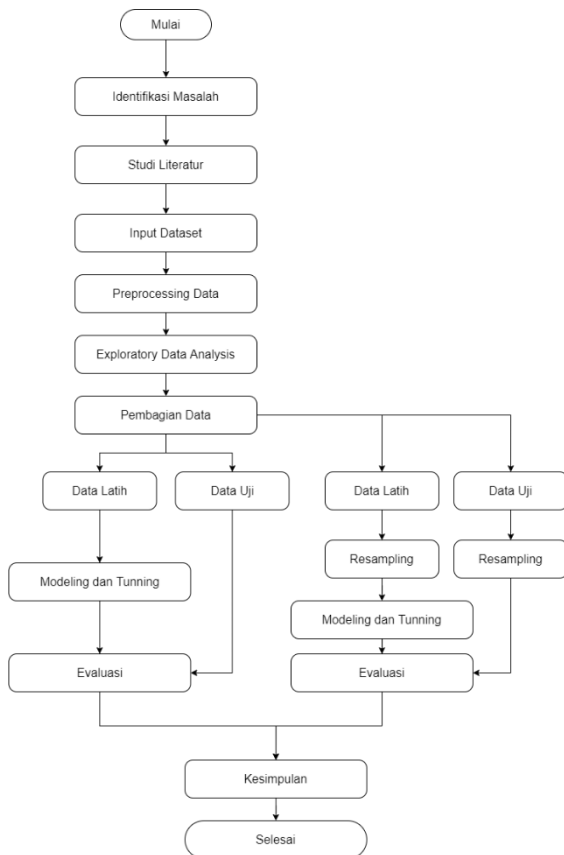 Mulai
Identifikasi Masalah
Studi Literatur
Input Dataset
Preprocessing Data
Exploratory Data Analysis
Pembagian Data
Data Latih
Data Uji
Data Latih
Data Uji
Resampling
Resampling
Modeling dan Tunning
Modeling dan Tunning
Evaluasi
Evaluasi
Kesimpulan
Selesai